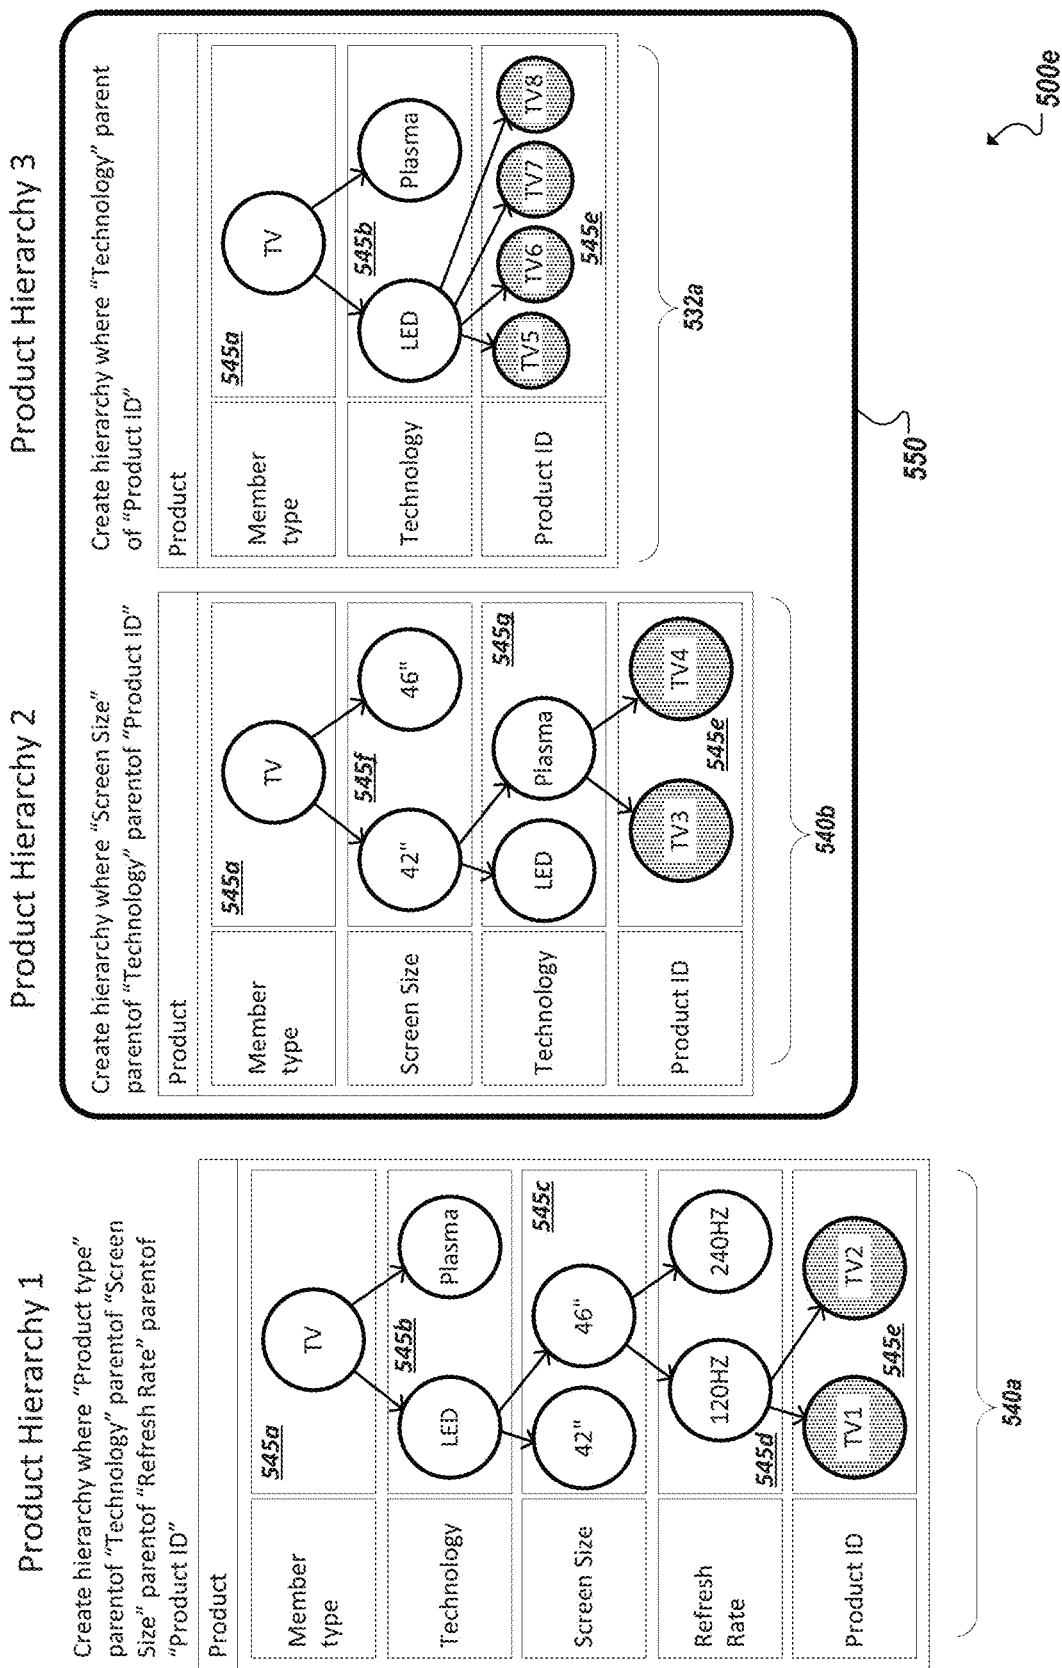 Product Hierarchy 1
Create hierarchy where “Product type”
parentof “Technology” parentof “Screen
Size” parentof “Refresh Rate” parentof
“Product ID”
Product
Member
type
545a
TV
Technology
LED
545b
Plasma
Screen Size
42"
46"
545c
Refresh
Rate
545d
120HZ
240HZ
Product ID
TV1
545e
TV2
540a
Product Hierarchy 2
Create hierarchy where “Screen Size”
parentof “Technology” parentof “Product ID”
Product
Member
type
545a
TV
Screen Size
42"
545f
46"
Technology
LED
Plasma
545g
Product ID
TV3
545e
TV4
540b
Product Hierarchy 3
Create hierarchy where “Technology” parent
of “Product ID”
Product
Member
type
545a
TV
Technology
LED
545b
Plasma
Product ID
TV5
TV6
TV7
TV8
545e
532a
550
500e